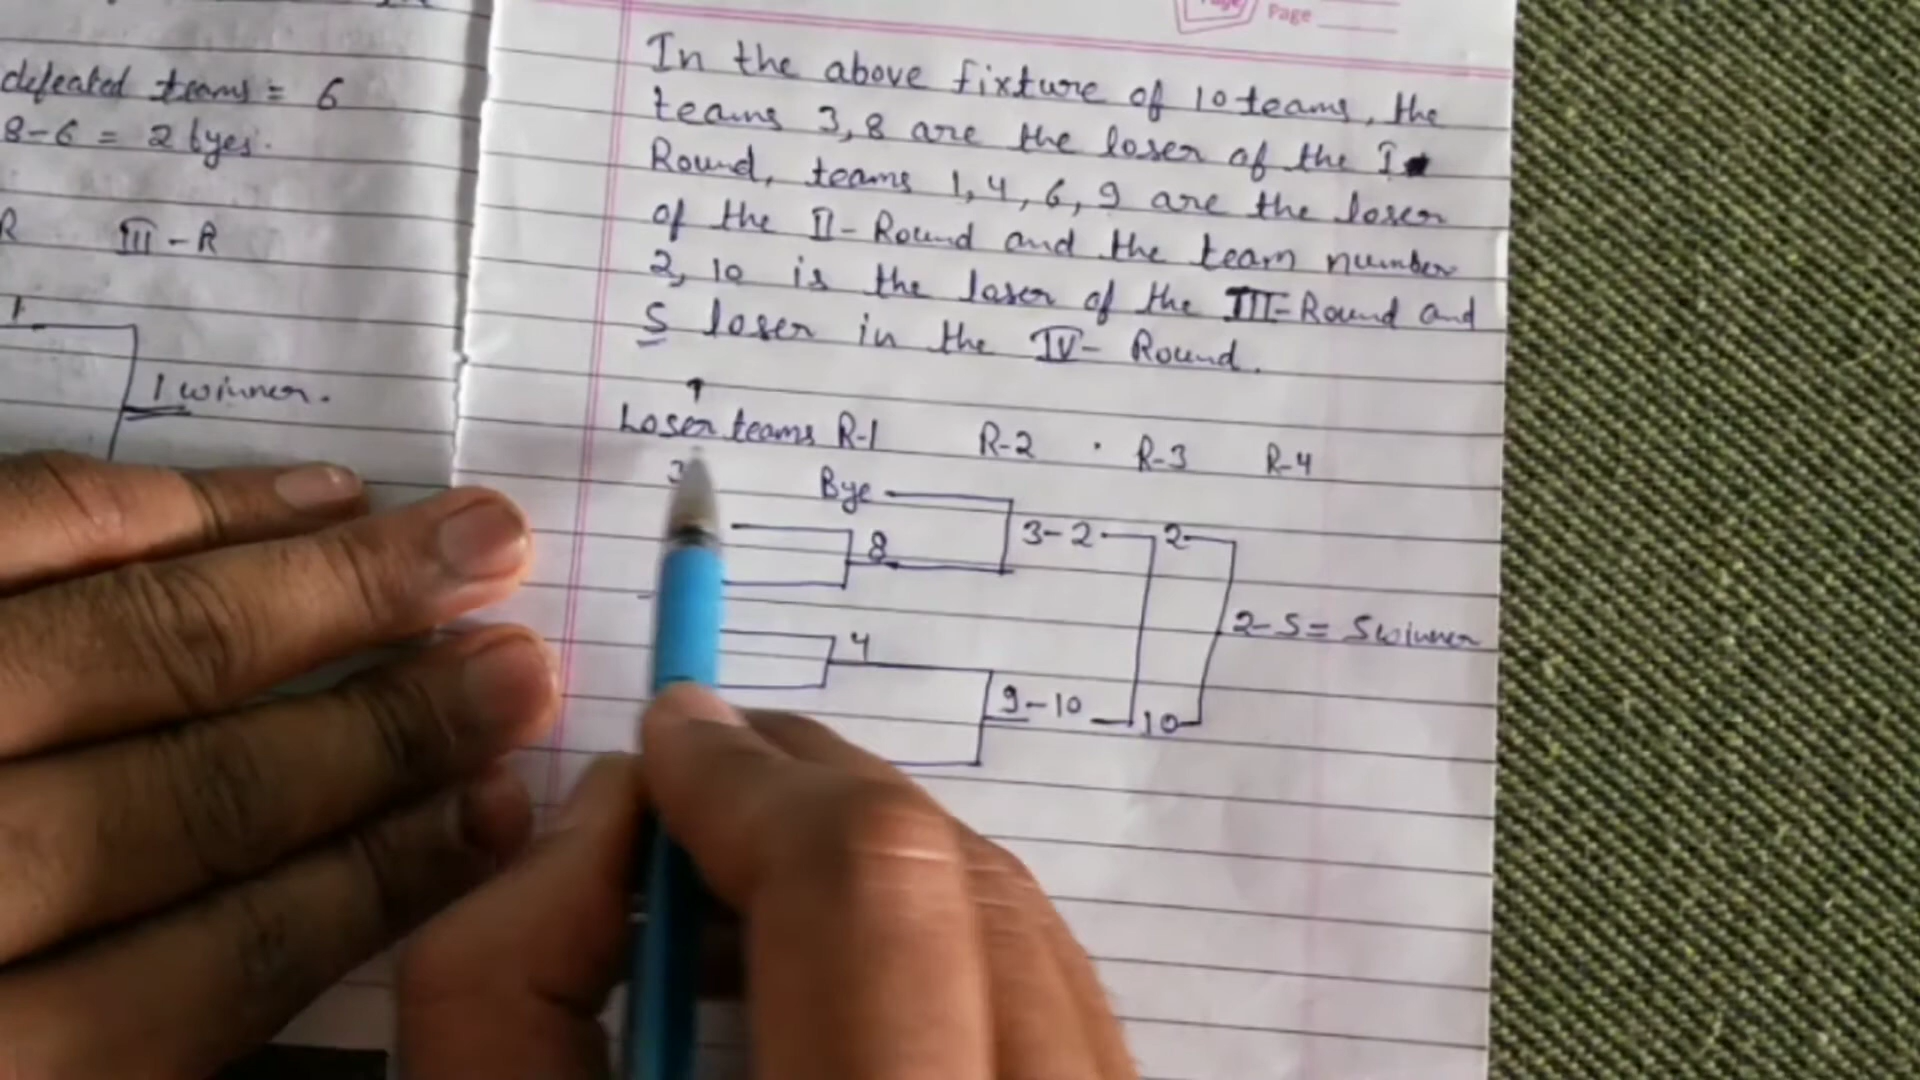 defeated teams = 6
8-6 = 2 byes.
R III-R
1
1 winner.
Page
Page
In the above fixture of 10 teams, the
teams 3,8 are the loser of the I
Round, teams 1,4,6,9 are the loser
of the II-Round and the team number
2, 10 is the loser of the III-Round and
5 loser in the IV- Round.
Loser teams R-1 R-2 R-3 R-4
3
Bye
8
3-2
2
2-5= 5 winner
4
9-10
10